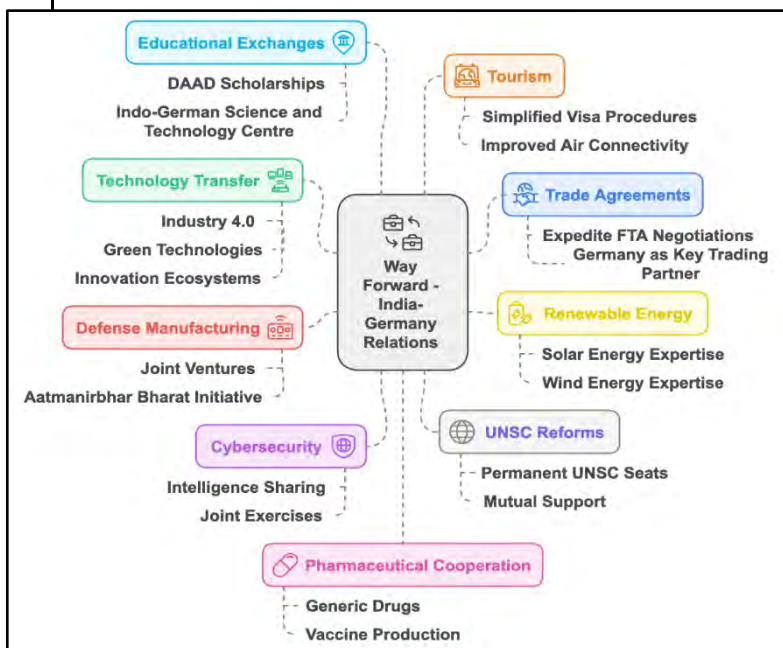 Educational Exchanges
DAAD Scholarships
Indo-German Science and
Technology Centre
Technology Transfer
Industry 4.0
Green Technologies
Innovation Ecosystems
Defense Manufacturing
Joint Ventures
Aatmanirbhar Bharat Initiative
Cybersecurity
Intelligence Sharing
Joint Exercises
Way
Forward -
India-
Germany
Relations
Tourism
Simplified Visa Procedures
Improved Air Connectivity
Trade Agreements
Expedite FTA Negotiations
Germany as Key Trading
Partner
Renewable Energy
Solar Energy Expertise
Wind Energy Expertise
UNSC Reforms
Permanent UNSC Seats
Mutual Support
Pharmaceutical Cooperation
Generic Drugs
Vaccine Production